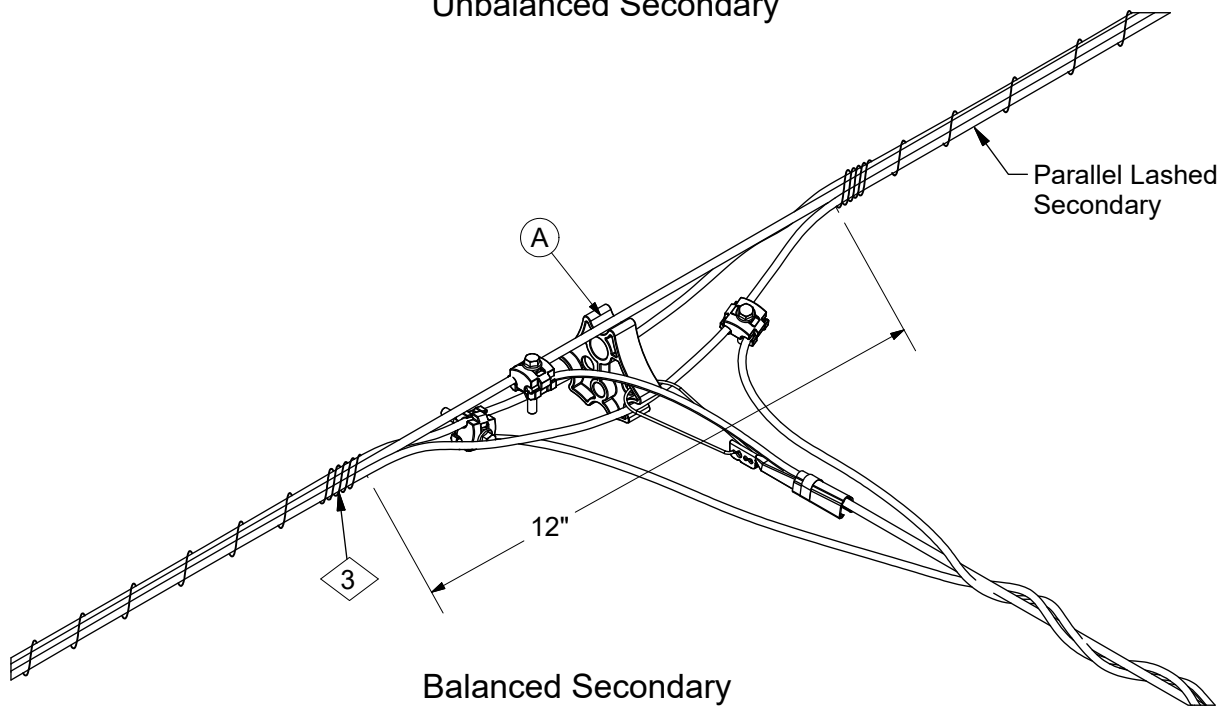 Unbalanced Secondary
Parallel Lashed
Secondary
A
12"
3
Balanced Secondary